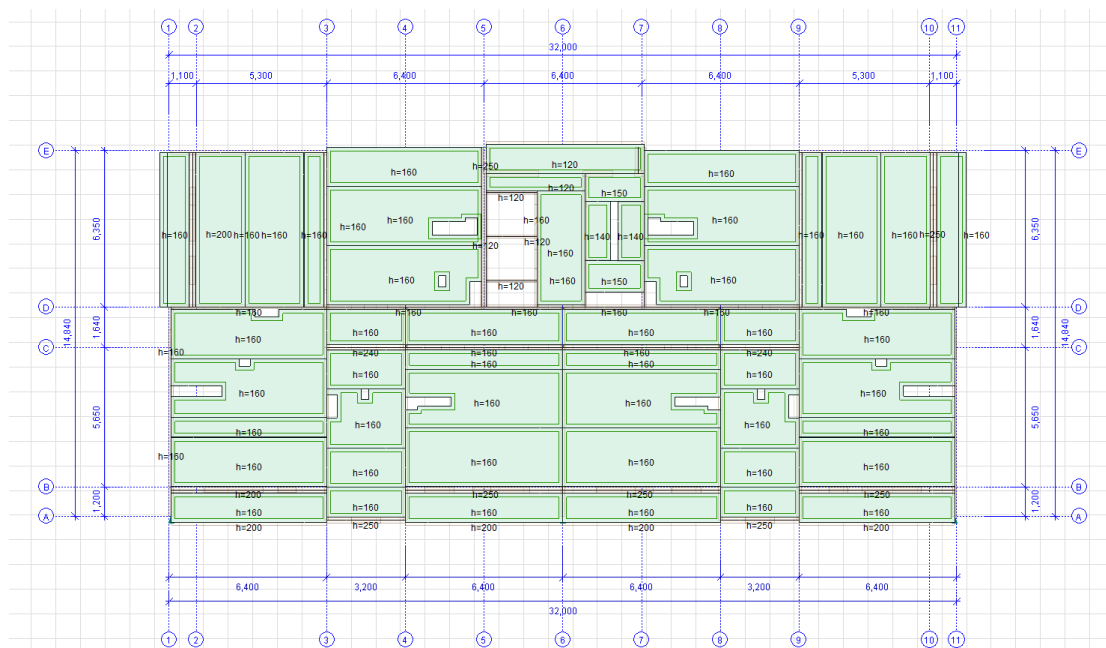 1 2 3 4 5 6 7 8 9 10 11
32,000
1,100 5,300 6,400 6,400 6,400 5,300 1,100
E E
h=160 h=250 h=120 h=160
h=120 h=150
h=120
h=160 h=160 h=160 h=160
6,350 h=160 h=200 h=160 h=160 h=160 h=140 h=140 h=160 h=160 h=160 h=250 h=160 6,350
h=120 h=120
h=160 h=160 h=150 h=160
h=120
D D
h=160 h=160 h=160 h=160 h=150 h=160
14,840 1,640 h=160 h=160 h=160 h=160 h=160 h=160 1,640 14,840
C C
h=160 h=240 h=160 h=160 h=240
h=160 h=160 h=160 h=160
h=160 h=160 h=160 h=160
5,650 h=160 h=160 5,650
h=160 h=160
h=160 h=160 h=160 h=160 h=160 h=160 h=160
B B
h=200 h=250 h=250 h=250
1,200 h=160 h=160 h=160 h=160 h=160 h=160 1,200
A A
h=200 h=250 h=200 h=200 h=250 h=200
6,400 3,200 6,400 6,400 3,200 6,400
32,000
1 2 3 4 5 6 7 8 9 10 11